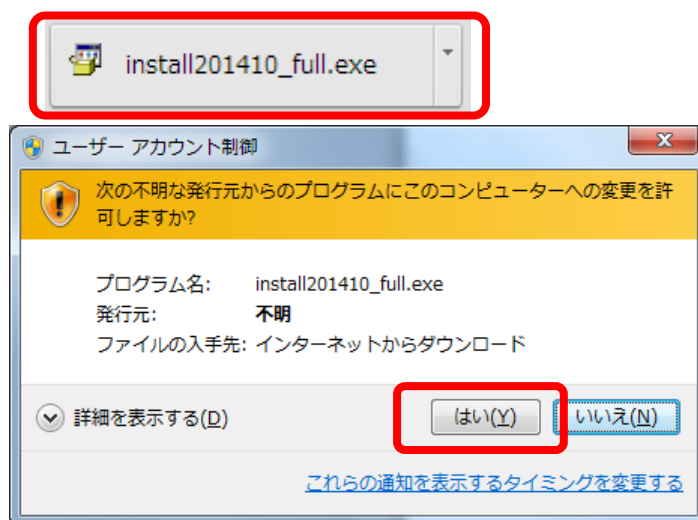 install201410_full.exe
ユーザー アカウント制御
次の不明な発行元からのプログラムにこのコンピューターへの変更を許
可しますか?
プログラム名: install201410_full.exe
発行元: 不明
ファイルの入手先: インターネットからダウンロード
詳細を表示する(D)
はい(Y)
いいえ(N)
これらの通知を表示するタイミングを変更する